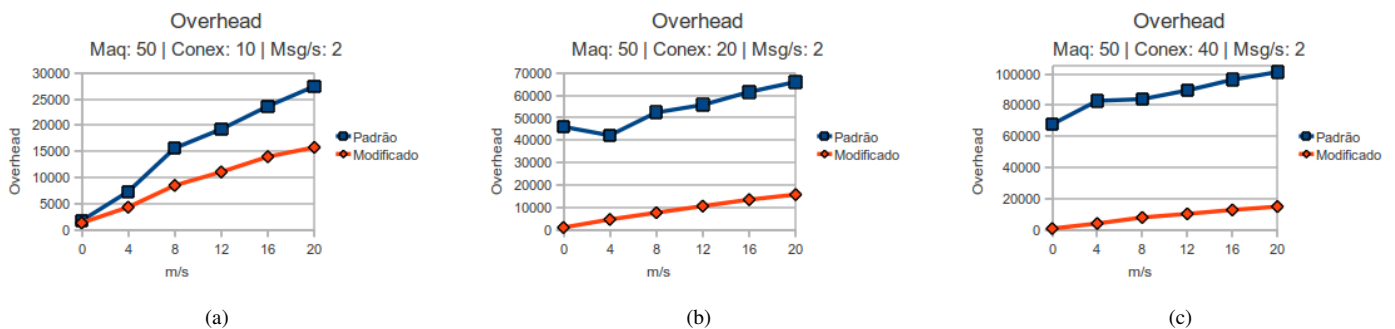 Overhead
Maq: 50 | Conex: 10 | Msg/s: 2
30000
25000
20000
15000
10000
5000
0
Overhead
0 4 8 12 16 20
m/s
Padrão
Modificado
(a)
Overhead
Maq: 50 | Conex: 20 | Msg/s: 2
70000
60000
50000
40000
30000
20000
10000
0
Overhead
0 4 8 12 16 20
m/s
Padrão
Modificado
(b)
Overhead
Maq: 50 | Conex: 40 | Msg/s: 2
100000
80000
60000
40000
20000
0
Overhead
0 4 8 12 16 20
m/s
Padrão
Modificado
(c)